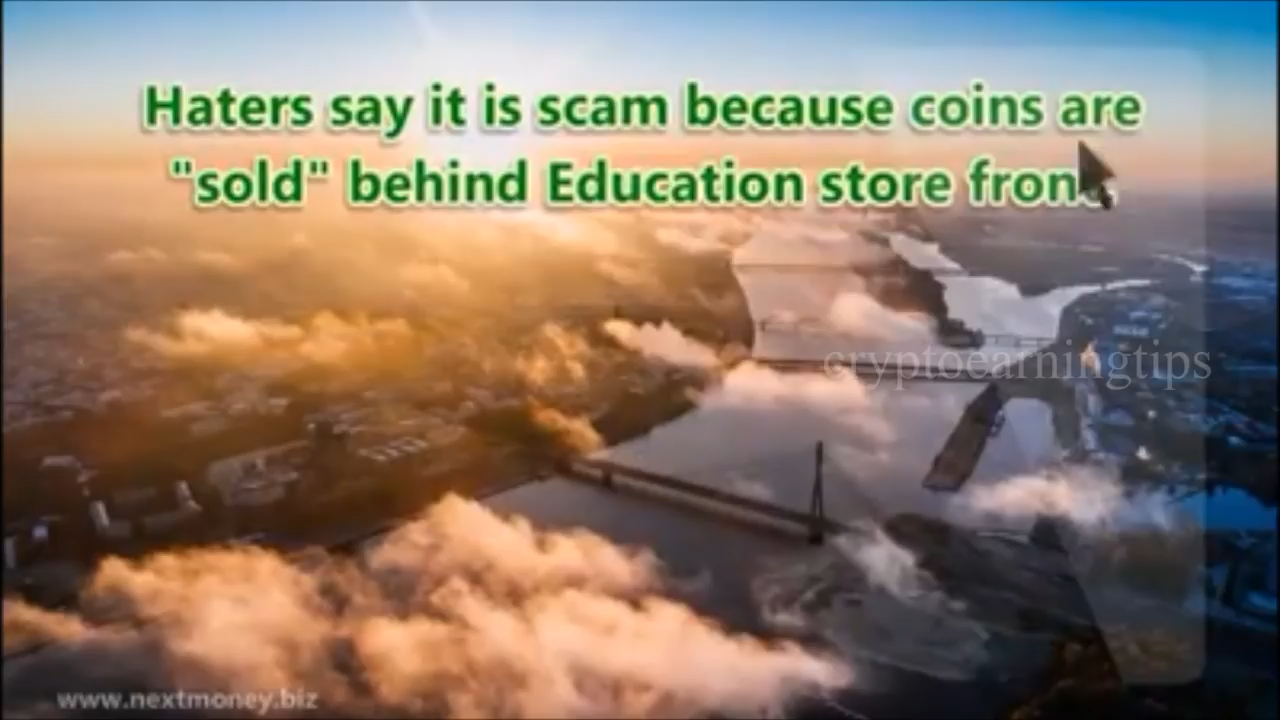 Haters say it is scam because coins are
"sold" behind Education store
cryptoearningtips
www.nextmoney.biz